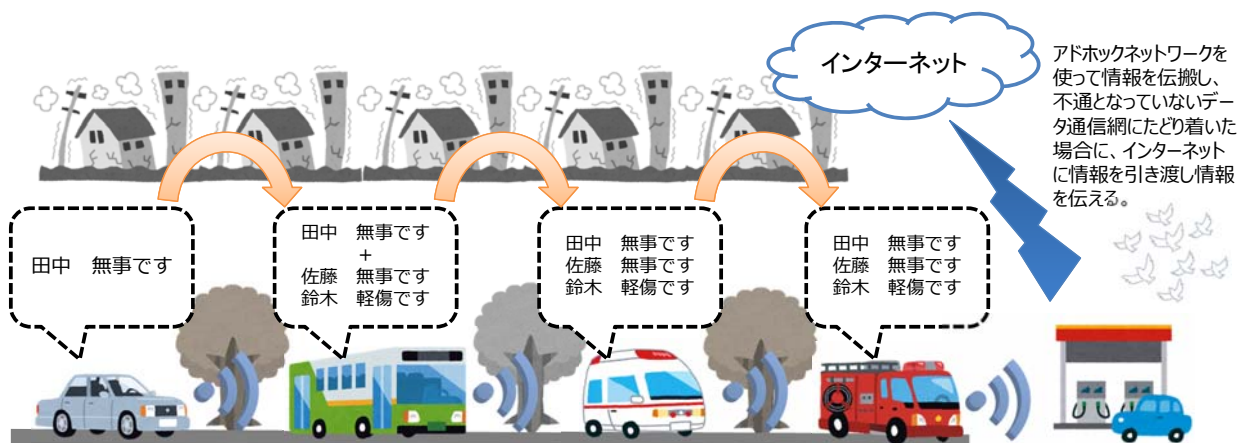 インターネット
アドホックネットワークを
使って情報を伝搬し、
不通となっていないデー
タ通信網にたどり着いた
場合に、インターネット
に情報を引き渡し情報
を伝える。
田中　無事です
田中　無事です
+
佐藤　無事です
鈴木　軽傷です
田中　無事です
佐藤　無事です
鈴木　軽傷です
田中　無事です
佐藤　無事です
鈴木　軽傷です